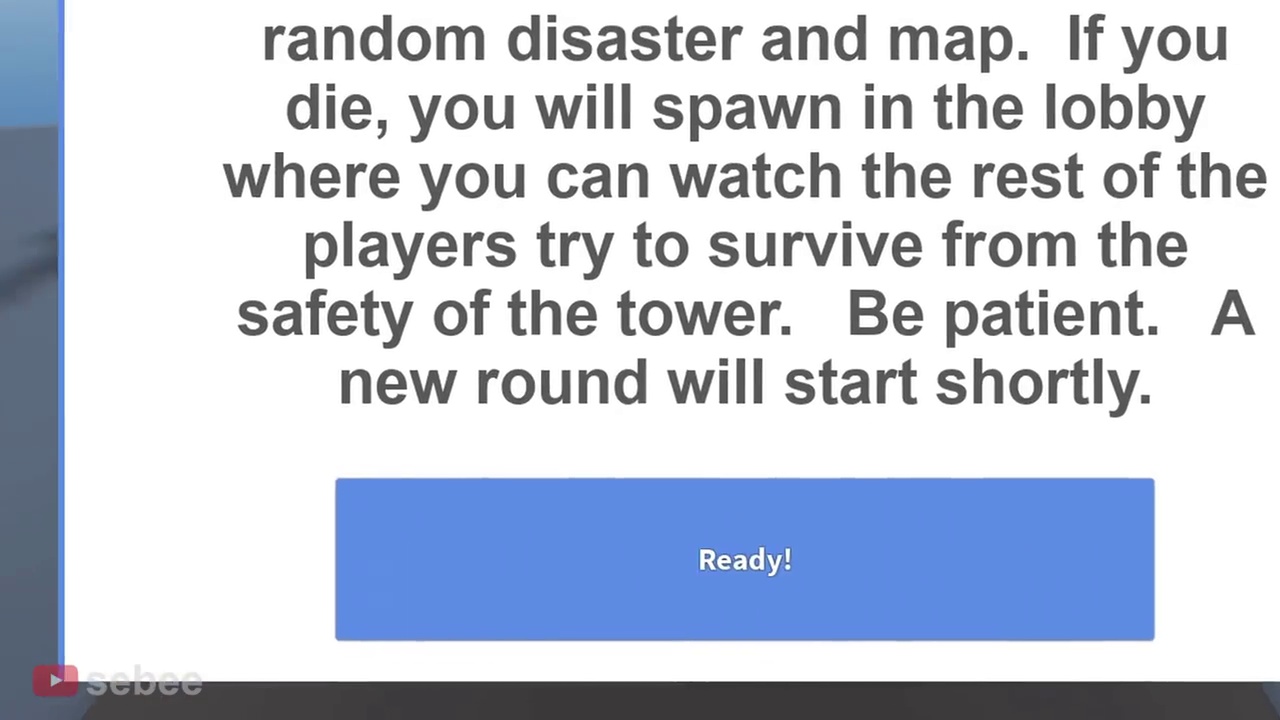 random disaster and map.  If you
die, you will spawn in the lobby
where you can watch the rest of the
players try to survive from the
safety of the tower.   Be patient.   A
new round will start shortly.
Ready!
sebee